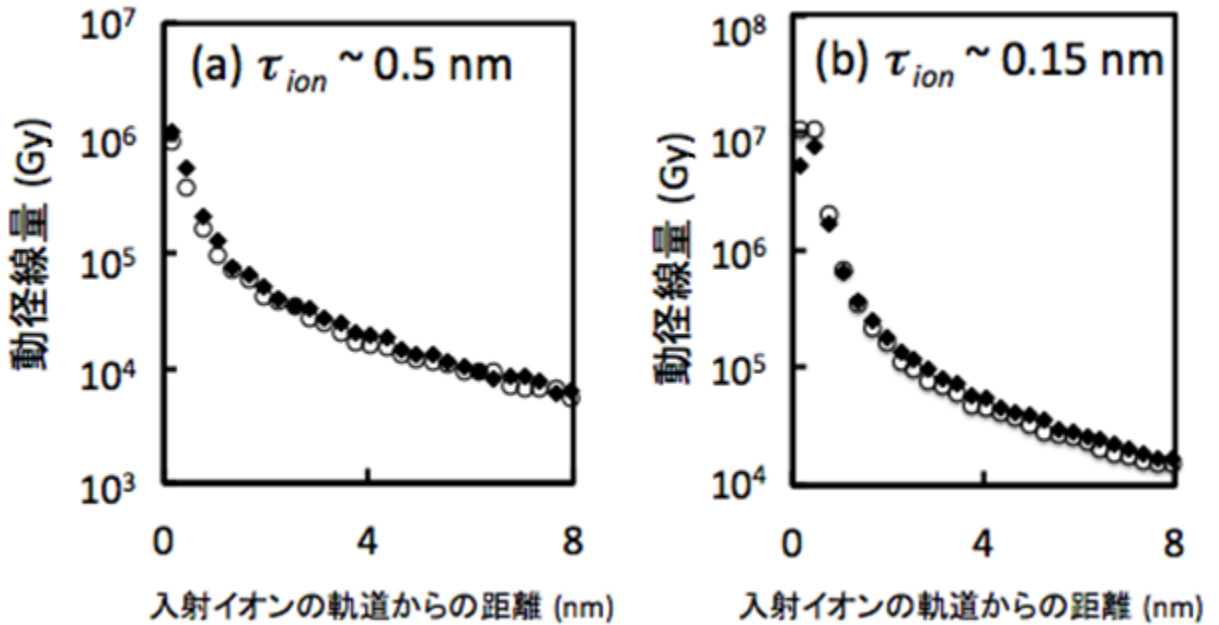 (a) τion ~ 0.5 nm
動径線量 (Gy)
10⁷
10⁶
10⁵
10⁴
10³
0 4 8
入射イオンの軌道からの距離 (nm)
(b) τion ~ 0.15 nm
動径線量 (Gy)
10⁸
10⁷
10⁶
10⁵
10⁴
0 4 8
入射イオンの軌道からの距離 (nm)